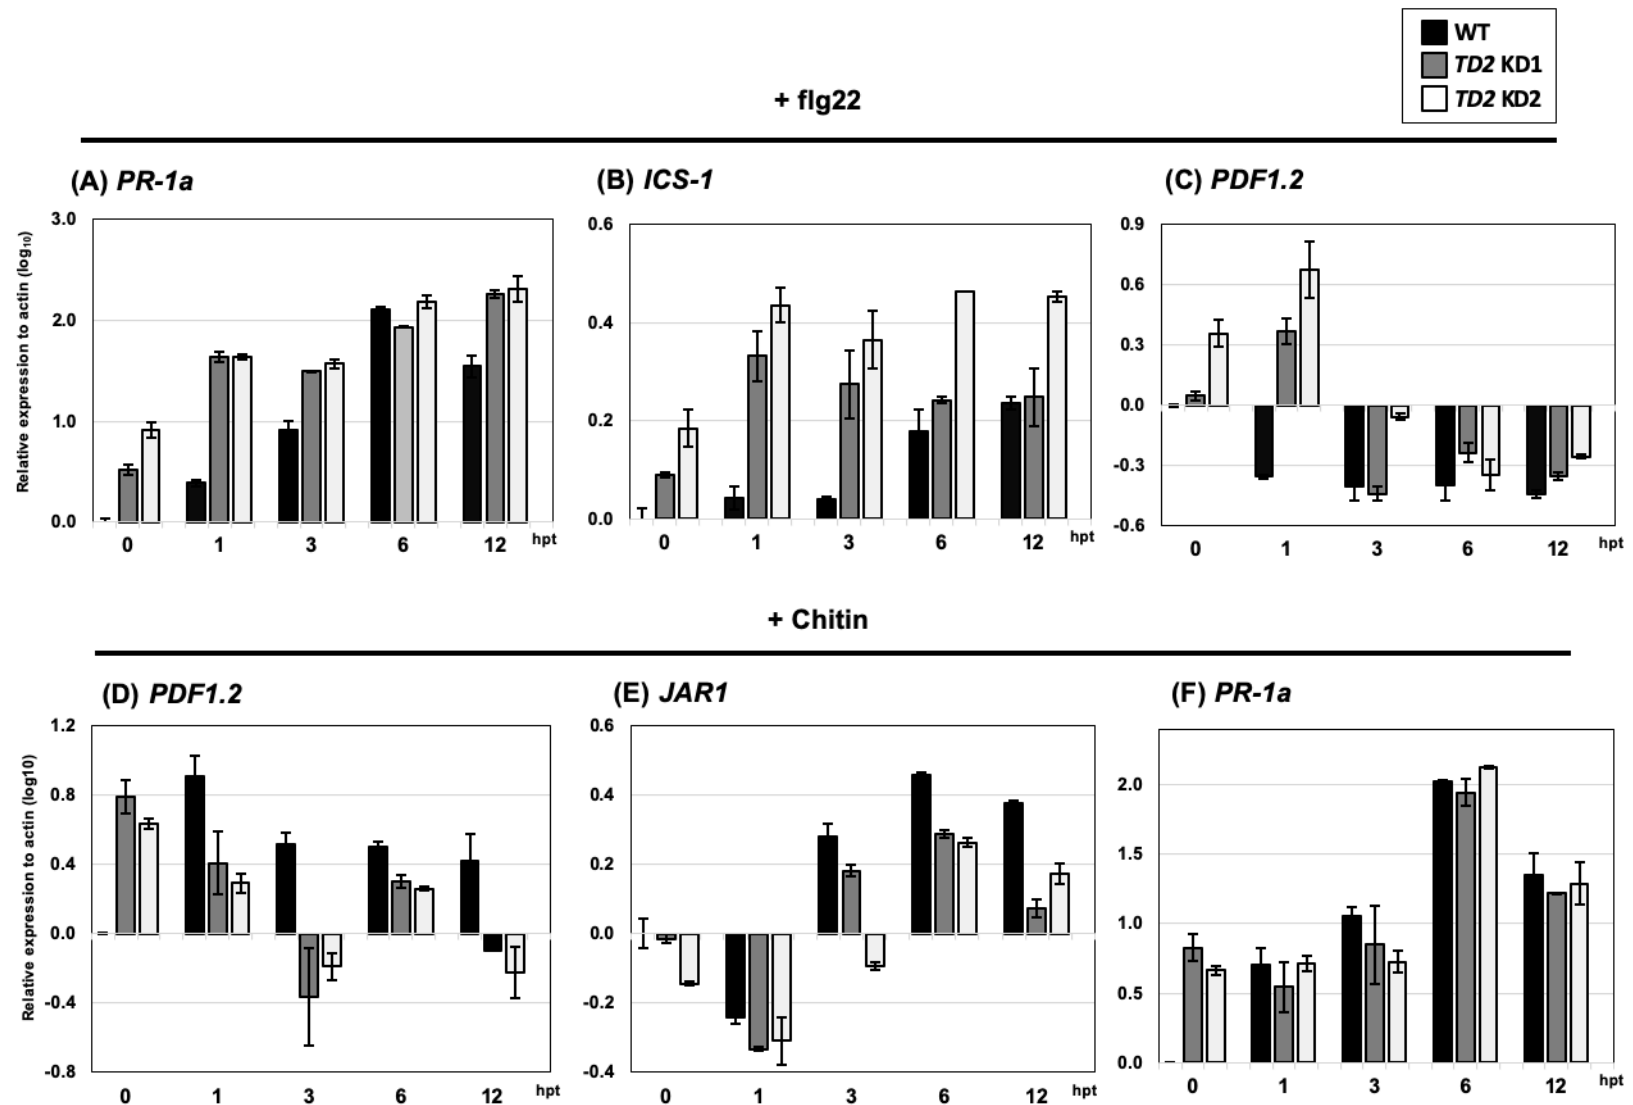 WT
TD2 KD1
TD2 KD2
+ flg22
(A) PR-1a
(B) ICS-1
(C) PDF1.2
Relative expression to actin (log10)
3.0
2.0
1.0
0.0
0 1 3 6 12 hpt
0.6
0.4
0.2
0.0
0 1 3 6 12 hpt
0.9
0.6
0.3
0.0
-0.3
-0.6
0 1 3 6 12 hpt
+ Chitin
(D) PDF1.2
(E) JAR1
(F) PR-1a
Relative expression to actin (log10)
1.2
0.8
0.4
0.0
-0.4
-0.8
0 1 3 6 12 hpt
0.6
0.4
0.2
0.0
-0.2
-0.4
0 1 3 6 12 hpt
2.0
1.5
1.0
0.5
0.0
0 1 3 6 12 hpt